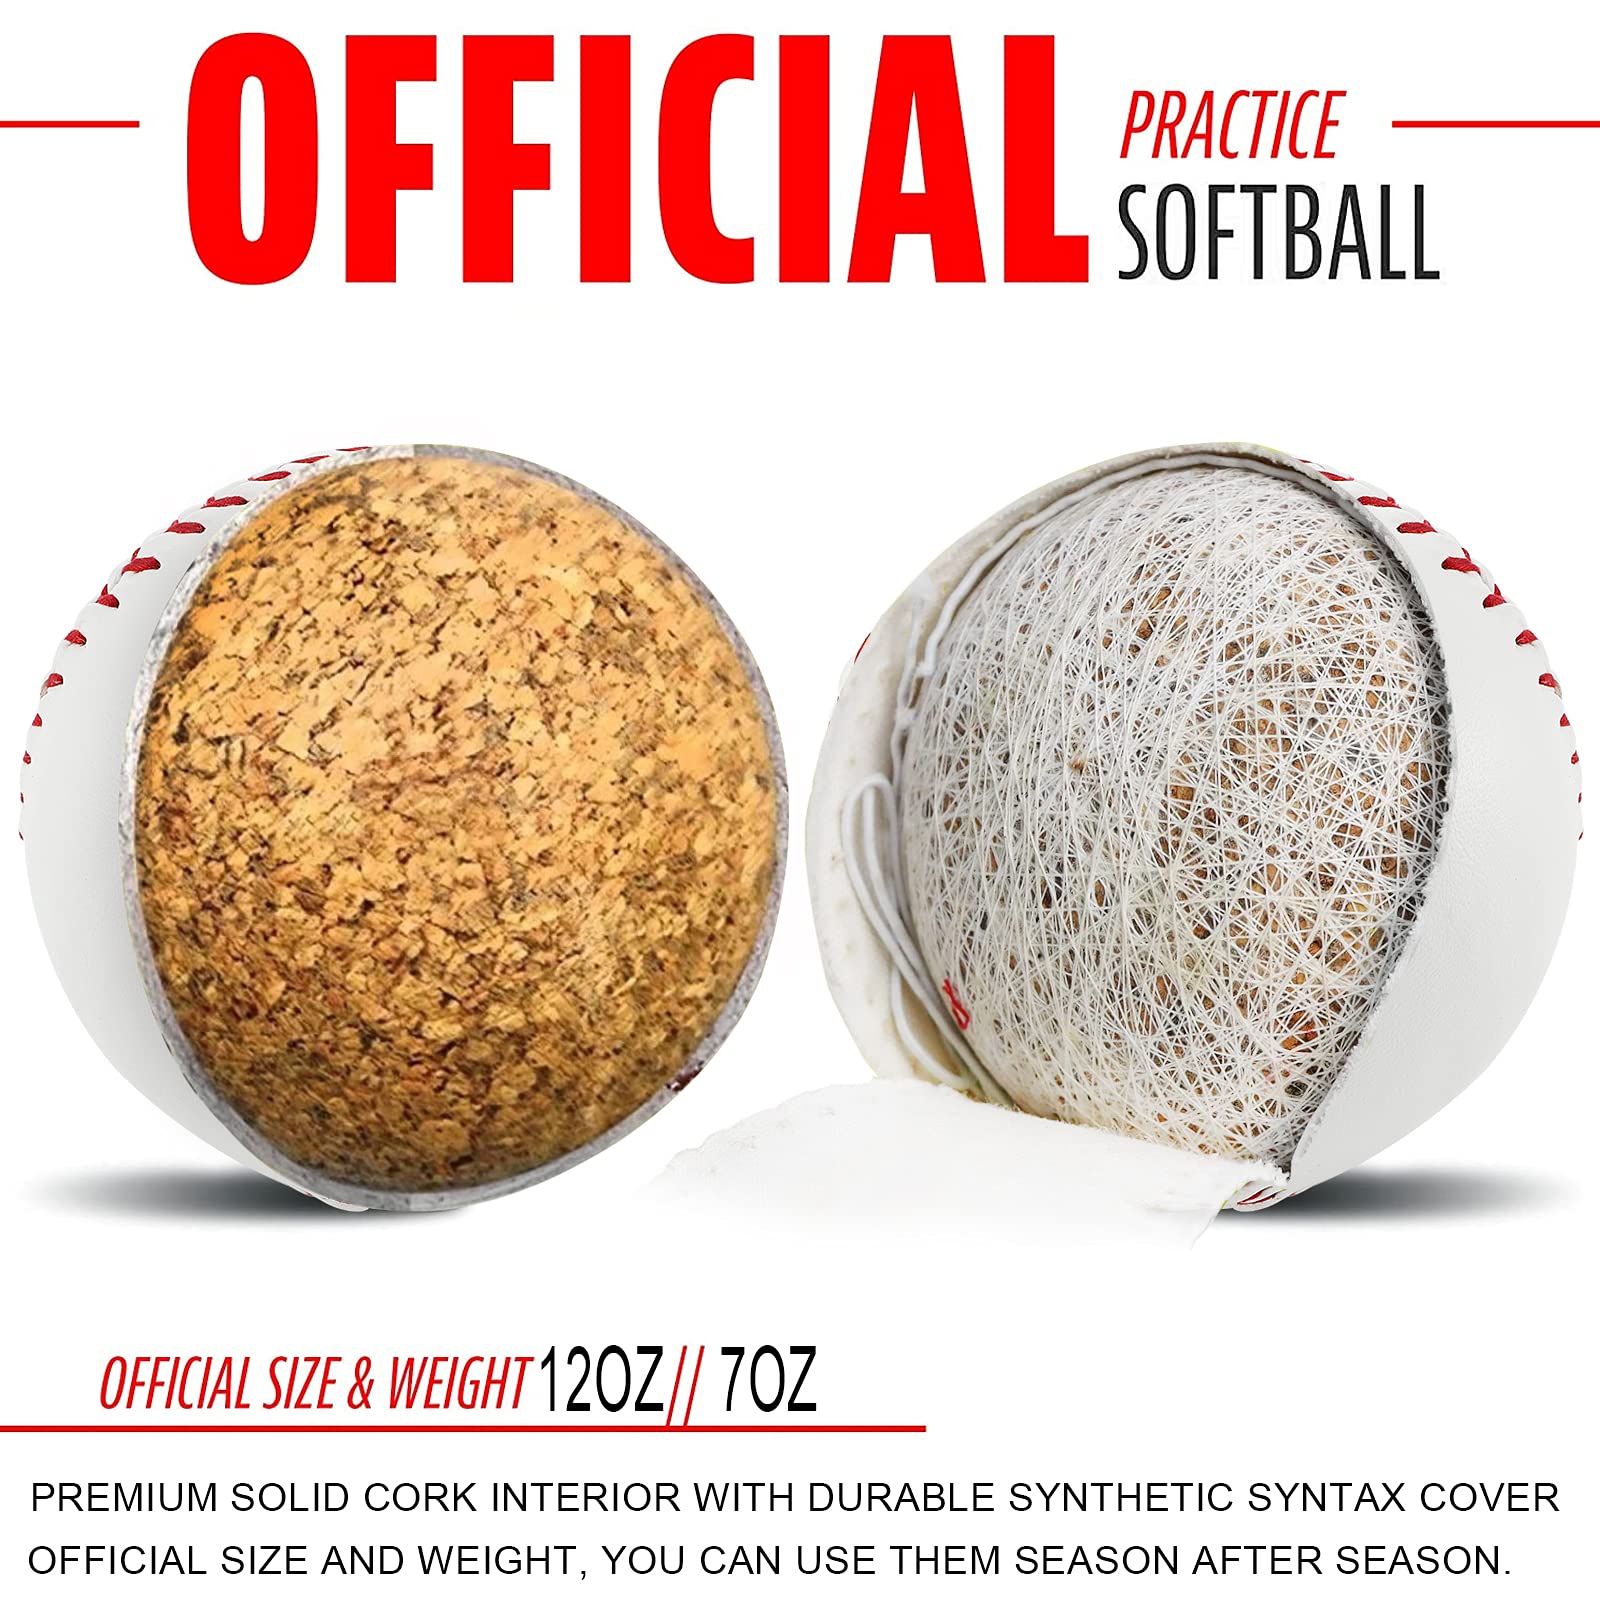 OFFICIAL
PRACTICE
SOFTBALL
OFFICIAL SIZE & WEIGHT 12OZ// 7OZ
PREMIUM SOLID CORK INTERIOR WITH DURABLE SYNTHETIC SYNTAX COVER
OFFICIAL SIZE AND WEIGHT, YOU CAN USE THEM SEASON AFTER SEASON.